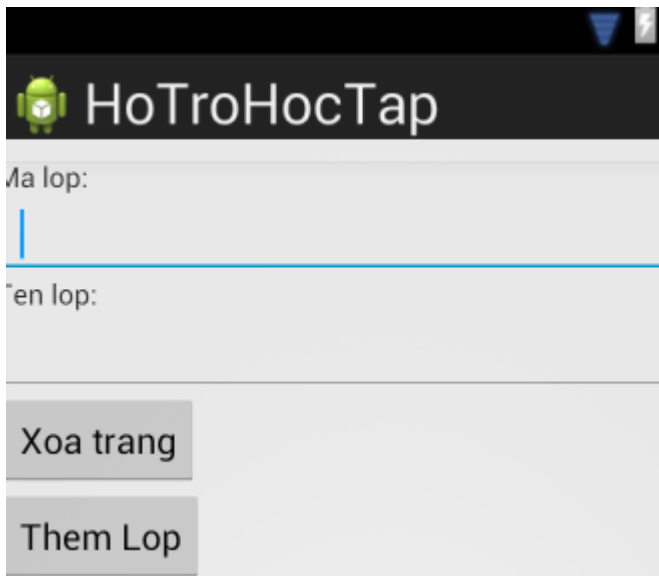 HoTroHocTap
Ma lop:
Ten lop:
Xoa trang
Them Lop